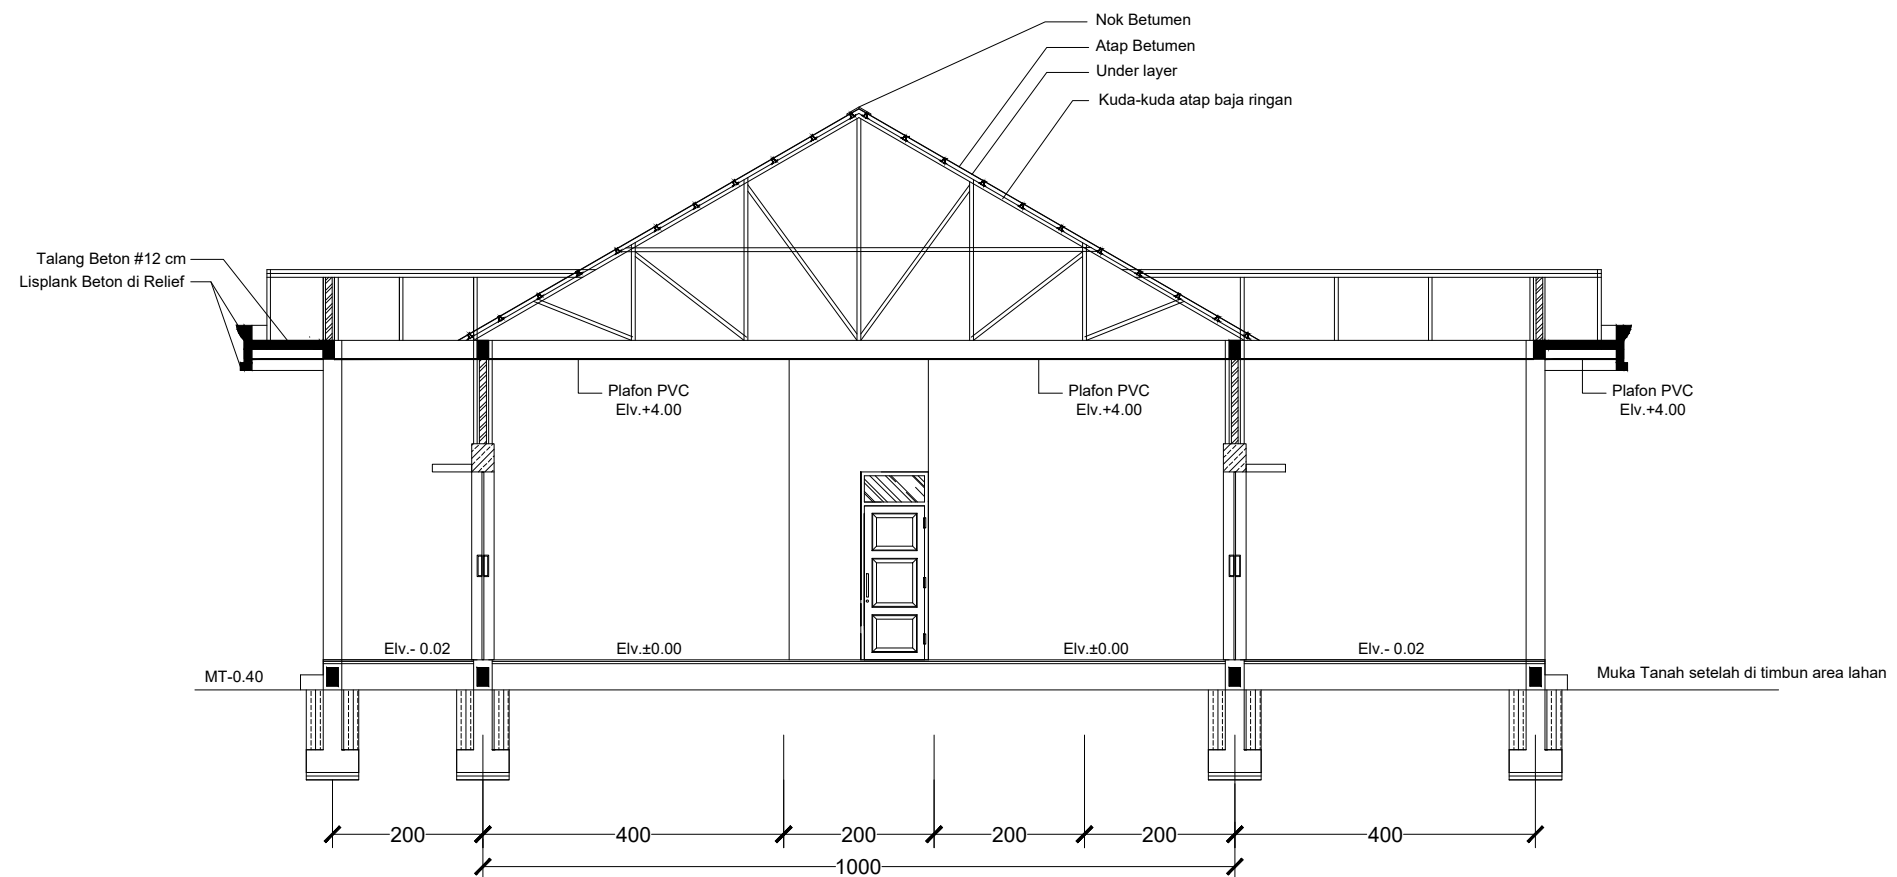 Nok Betumen
Atap Betumen
Under layer
Kuda-kuda atap baja ringan
Talang Beton #12 cm
Lisplank Beton di Relief
Plafon PVC
Elv.+4.00
Plafon PVC
Elv.+4.00
Plafon PVC
Elv.+4.00
Elv.- 0.02
Elv.±0.00
Elv.±0.00
Elv.- 0.02
MT-0.40
Muka Tanah setelah di timbun area lahan
200
400
200
200
200
400
1000